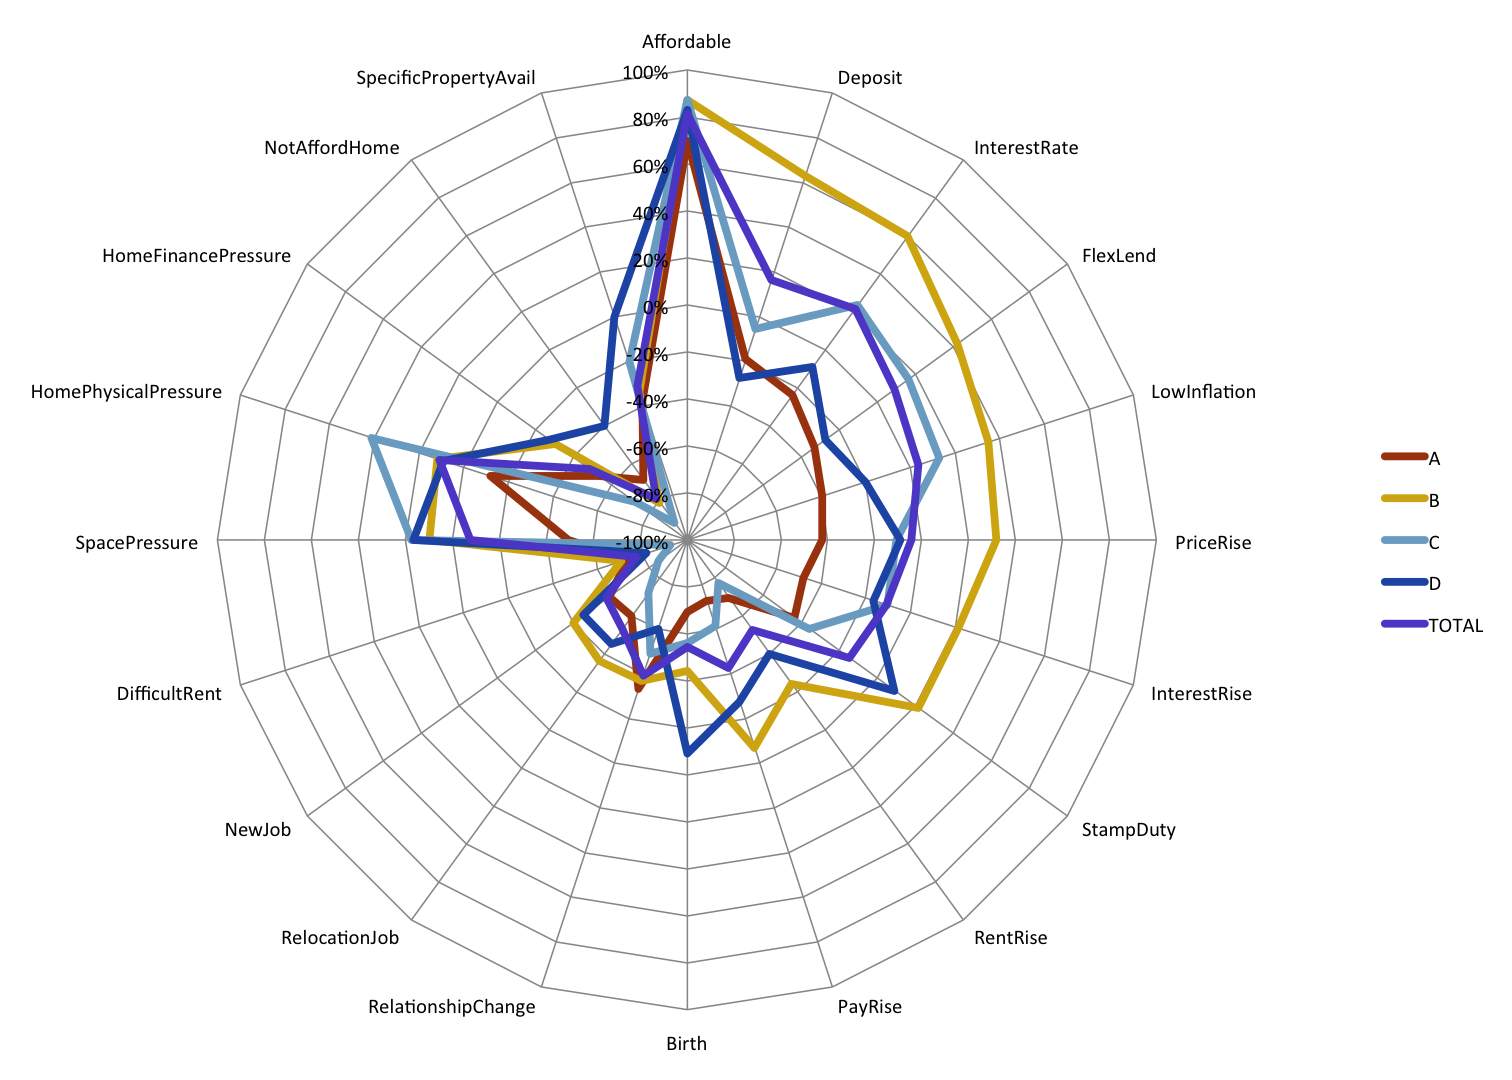 Affordable
SpecificPropertyAvail
Deposit
100%
80%
NotAffordHome
InterestRate
60%
40%
HomeFinancePressure
FlexLend
20%
0%
-20%
HomePhysicalPressure
LowInflation
-40%
-60%
A
-80%
B
SpacePressure
-100%
PriceRise
C
D
TOTAL
DifficultRent
InterestRise
NewJob
StampDuty
RelocationJob
RentRise
RelationshipChange
PayRise
Birth